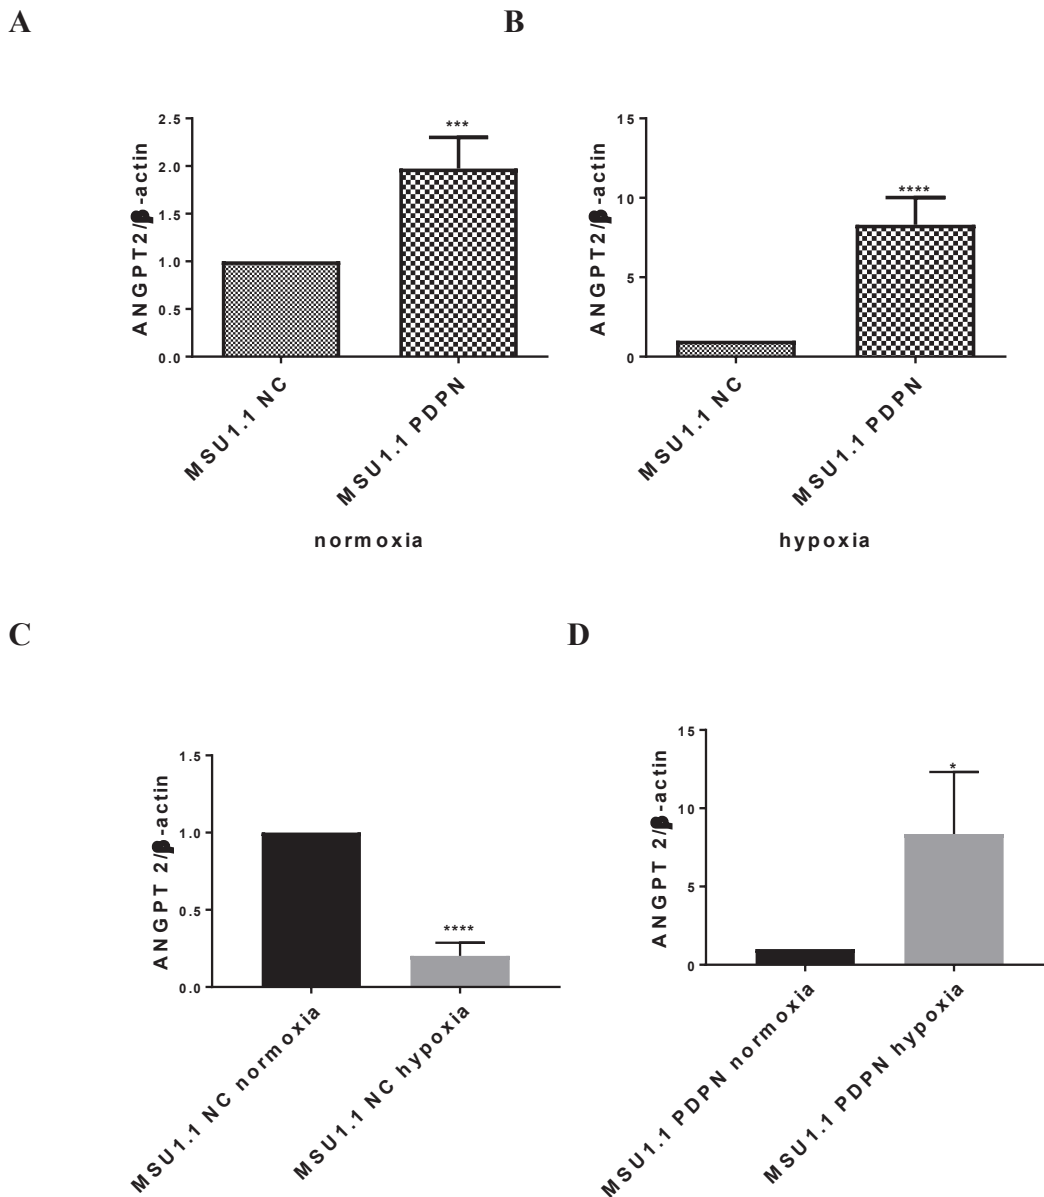 A
B
ANGPT2/β-actin
2.5
2.0
1.5
1.0
0.5
0.0
***
MSU1.1 NC
MSU1.1 PDPN
normoxia
ANGPT2/β-actin
15
10
5
0
****
MSU1.1 NC
MSU1.1 PDPN
hypoxia
C
D
ANGPT 2/β-actin
1.5
1.0
0.5
0.0
****
MSU1.1 NC normoxia
MSU1.1 NC hypoxia
ANGPT 2/β-actin
15
10
5
0
*
MSU1.1 PDPN normoxia
MSU1.1 PDPN hypoxia